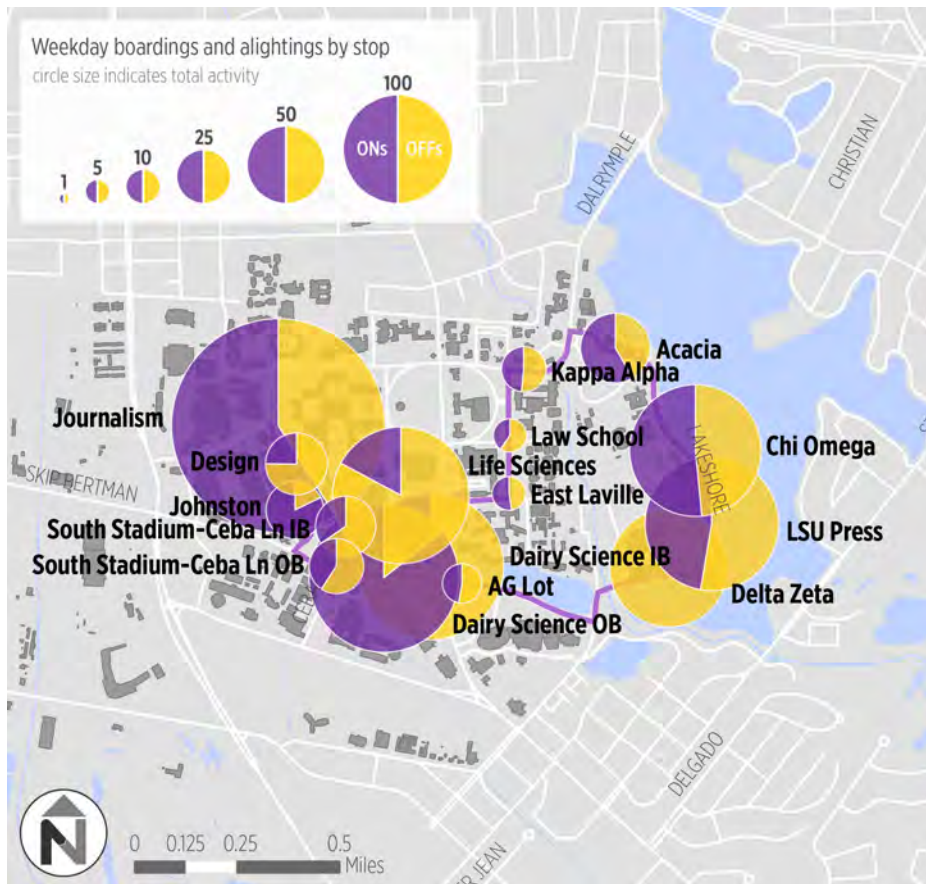 Weekday boardings and alightings by stop
circle size indicates total activity
1
5
10
25
50
100
ONs
OFFs
DALRYMPLE
CHRISTIAN
Acacia
Kappa Alpha
Journalism
Law School
LAKESHORE
Chi Omega
Design
Life Sciences
SKIP BERTMAN
East Laville
Johnston
South Stadium-Ceba Ln IB
LSU Press
South Stadium-Ceba Ln OB
Dairy Science IB
AG Lot
Delta Zeta
Dairy Science OB
DELGADO
0 0.125 0.25 0.5
Miles
N
JEAN